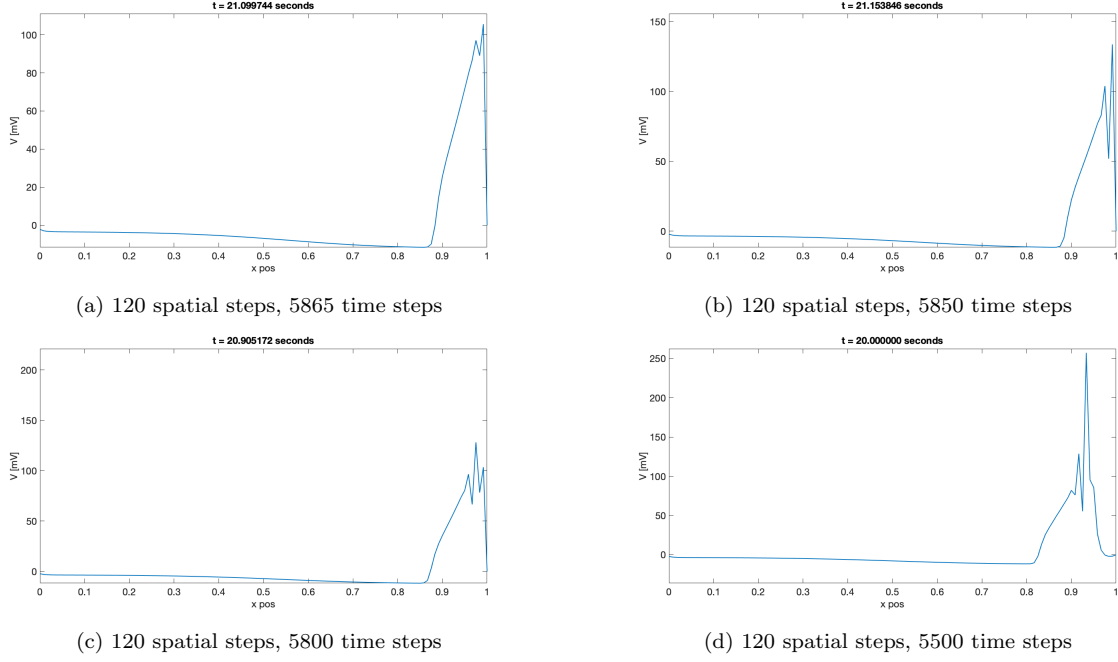 t = 21.099744 seconds
100
80
60
40
20
0
V [mV]
0 0.1 0.2 0.3 0.4 0.5 0.6 0.7 0.8 0.9 1
x pos
(a) 120 spatial steps, 5865 time steps
t = 21.153846 seconds
150
100
50
0
V [mV]
0 0.1 0.2 0.3 0.4 0.5 0.6 0.7 0.8 0.9 1
x pos
(b) 120 spatial steps, 5850 time steps
t = 20.905172 seconds
200
150
100
50
0
V [mV]
0 0.1 0.2 0.3 0.4 0.5 0.6 0.7 0.8 0.9 1
x pos
(c) 120 spatial steps, 5800 time steps
t = 20.000000 seconds
250
200
150
100
50
0
V [mV]
0 0.1 0.2 0.3 0.4 0.5 0.6 0.7 0.8 0.9 1
x pos
(d) 120 spatial steps, 5500 time steps